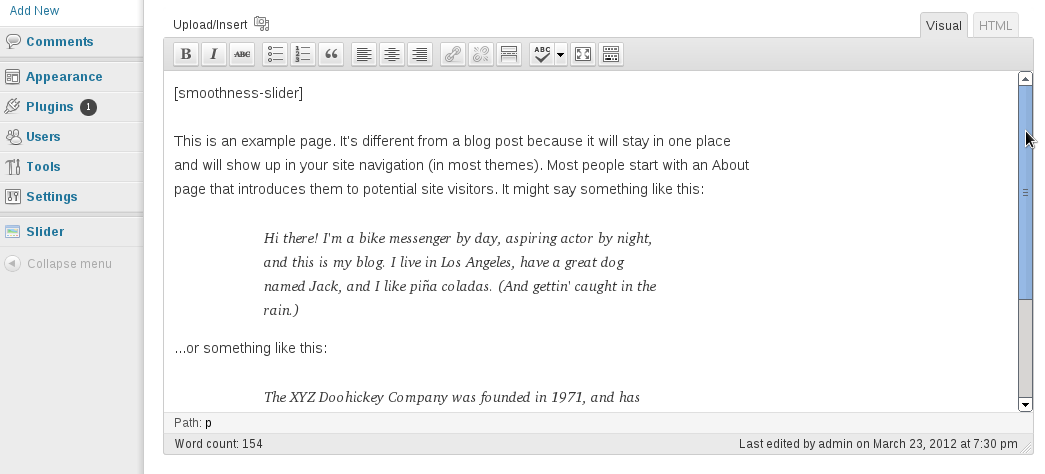 Add New
Comments
Appearance
Plugins 1
Users
Tools
Settings
Slider
Collapse menu
Upload/Insert
Visual HTML
B I ABC ABC
[smoothness-slider]
This is an example page. It's different from a blog post because it will stay in one place
and will show up in your site navigation (in most themes). Most people start with an About
page that introduces them to potential site visitors. It might say something like this:
Hi there! I'm a bike messenger by day, aspiring actor by night,
and this is my blog. I live in Los Angeles, have a great dog
named Jack, and I like piña coladas. (And gettin' caught in the
rain.)
...or something like this:
The XYZ Doohickey Company was founded in 1971, and has
Path: p
Word count: 154 Last edited by admin on March 23, 2012 at 7:30 pm